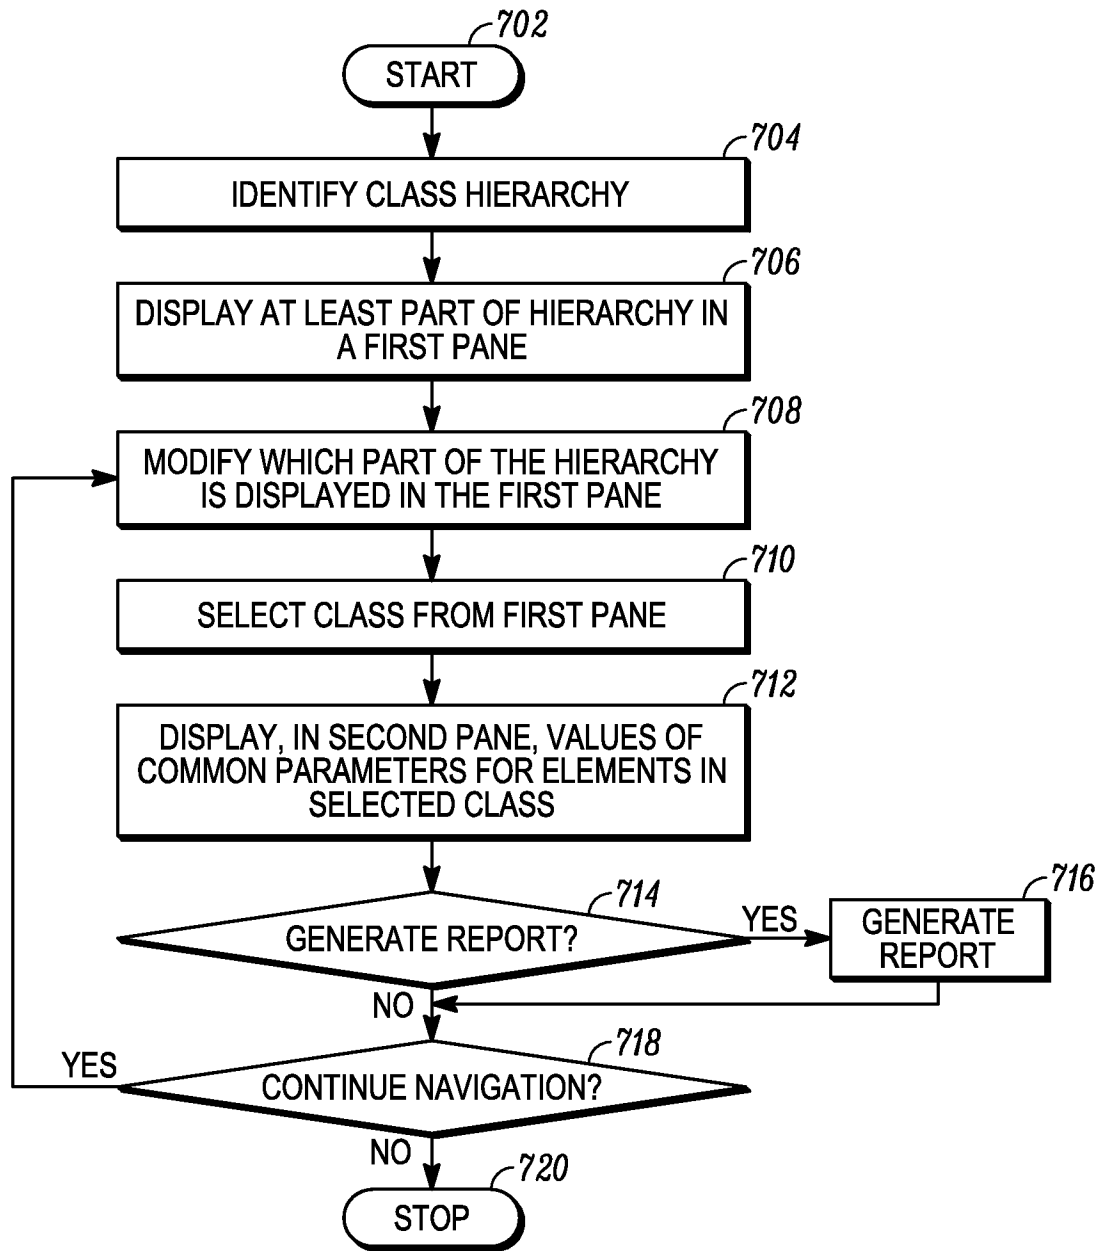 702
START
704
IDENTIFY CLASS HIERARCHY
706
DISPLAY AT LEAST PART OF HIERARCHY IN
A FIRST PANE
708
MODIFY WHICH PART OF THE HIERARCHY
IS DISPLAYED IN THE FIRST PANE
710
SELECT CLASS FROM FIRST PANE
712
DISPLAY, IN SECOND PANE, VALUES OF
COMMON PARAMETERS FOR ELEMENTS IN
SELECTED CLASS
714
GENERATE REPORT?
YES
716
GENERATE
REPORT
NO
718
CONTINUE NAVIGATION?
YES
NO
720
STOP